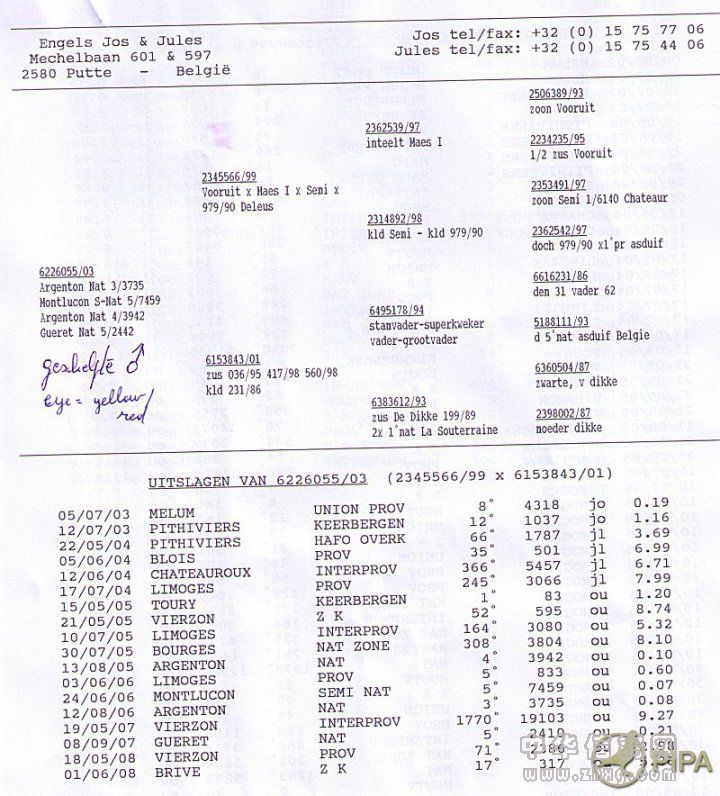 Engels Jos & Jules
Mechelbaan 601 & 597
2580 Putte - België
Jos tel/fax: +32 (0) 15 75 77 06
Jules tel/fax: +32 (0) 15 75 44 06
6226055/03
Argenton Nat 3/3735
Montlucon S-Nat 5/7459
Argenton Nat 4/3942
Gueret Nat 5/2442
geschelpte ♂
eye = yellow/
red
2345566/99
Vooruit x Maes I x Semi x
979/90 Deleus
6153843/01
zus 036/95 417/98 560/98
kld 231/86
2362539/97
inteelt Maes I
2314892/98
kld Semi - kld 979/90
6495178/94
stanvader-superkweker
vader-grootvader
6383612/93
zus De Dikke 199/89
2x 1°nat La Souterraine
2506389/93
zoon Vooruit
2234235/95
1/2 zus Vooruit
2353491/97
zoon Semi 1/6140 Chateaur
2362542/97
doch 979/90 x1°pr asduif
6616231/86
den 31 vader 62
5188111/93
d 5°nat asduif Belgie
6360504/87
zwarte, v dikke
2398002/87
moeder dikke
UITSLAGEN VAN 6226055/03 (2345566/99 x 6153843/01)
05/07/03 MELUM UNION PROV 8° 4318 jo 0.19
12/07/03 PITHIVIERS KEERBERGEN 12° 1037 jo 1.16
22/05/04 PITHIVIERS HAFO OVERK 66° 1787 jl 3.69
05/06/04 BLOIS PROV 35° 501 jl 6.99
12/06/04 CHATEAUROUX INTERPROV 366° 5457 jl 6.71
17/07/04 LIMOGES PROV 245° 3066 jl 7.99
15/05/05 TOURY KEERBERGEN 1° 83 ou 1.20
21/05/05 VIERZON Z K 52° 595 ou 8.74
10/07/05 LIMOGES INTERPROV 164° 3080 ou 5.32
30/07/05 BOURGES NAT ZONE 308° 3804 ou 8.10
13/08/05 ARGENTON NAT 4° 3942 ou 0.10
03/06/06 LIMOGES PROV 5° 833 ou 0.60
24/06/06 MONTLUCON SEMI NAT 5° 7459 ou 0.07
12/08/06 ARGENTON NAT 3° 3735 ou 0.08
19/05/07 VIERZON INTERPROV 1770° 19103 ou 9.27
08/09/07 GUERET NAT 5° 2419 ou 0.21
18/05/08 VIERZON PROV 71°
01/06/08 BRIVE Z K 17° 317
PIPA